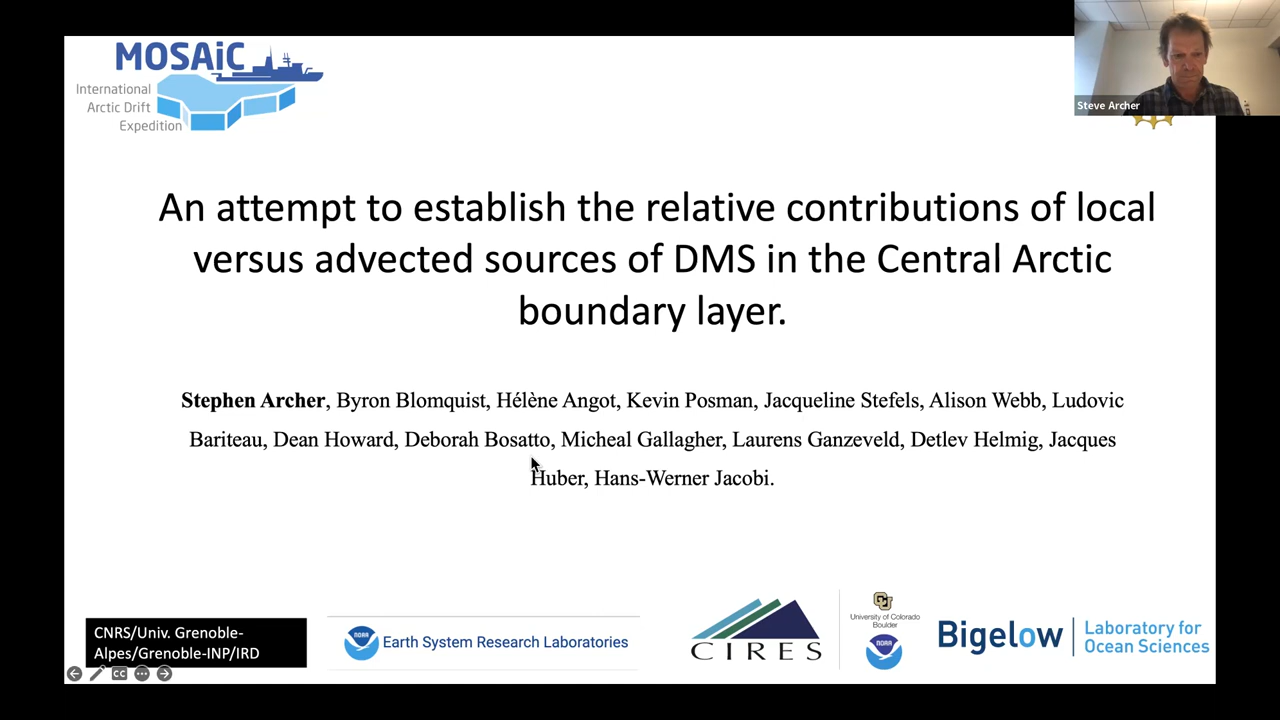 MOSAiC
International
Arctic Drift
Expedition
Steve Archer
An attempt to establish the relative contributions of local
versus advected sources of DMS in the Central Arctic
boundary layer.
Stephen Archer, Byron Blomquist, Hélène Angot, Kevin Posman, Jacqueline Stefels, Alison Webb, Ludovic
Bariteau, Dean Howard, Deborah Bosatto, Micheal Gallagher, Laurens Ganzeveld, Detlev Helmig, Jacques
Huber, Hans-Werner Jacobi.
CNRS/Univ. Grenoble-
Alpes/Grenoble-INP/IRD
NOAA
Earth System Research Laboratories
CIRES
CU
University of Colorado
Boulder
NOAA
Bigelow
Laboratory for
Ocean Sciences
CC